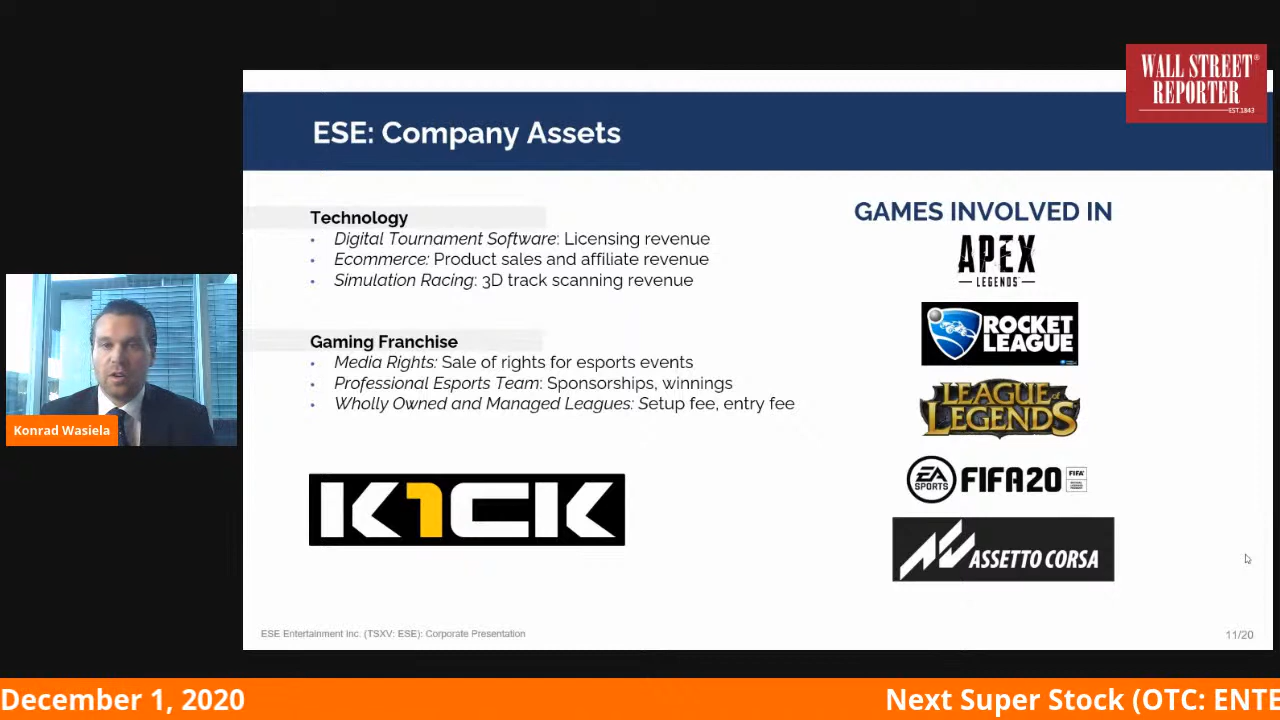 WALL STREET
REPORTER
EST.1843
ESE: Company Assets
Technology
• Digital Tournament Software: Licensing revenue
• Ecommerce: Product sales and affiliate revenue
• Simulation Racing: 3D track scanning revenue
Gaming Franchise
• Media Rights: Sale of rights for esports events
• Professional Esports Team: Sponsorships, winnings
• Wholly Owned and Managed Leagues: Setup fee, entry fee
K1CK
GAMES INVOLVED IN
APEX
LEGENDS
ROCKET
LEAGUE
LEAGUE of
LEGENDS
EA
SPORTS
FIFA20
FIFA
ASSETTO CORSA
Konrad Wasiela
ESE Entertainment Inc. (TSXV: ESE): Corporate Presentation
11/20
December 1, 2020
Next Super Stock (OTC: ENTE